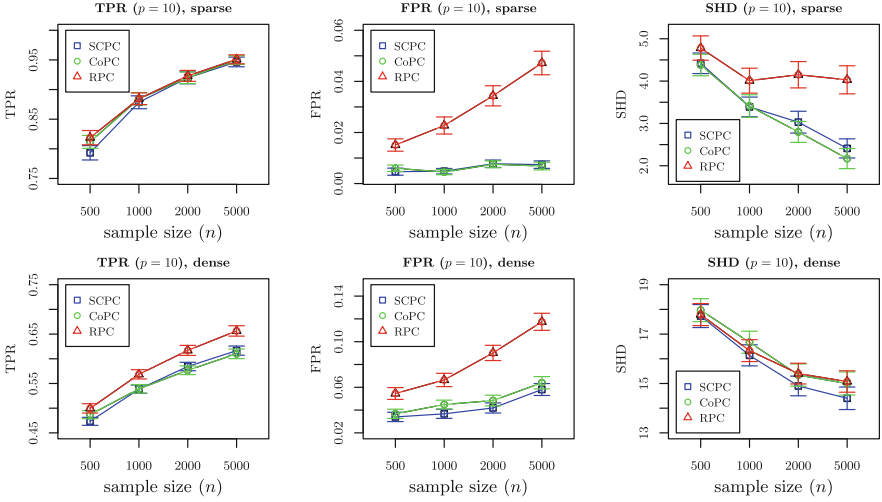 TPR (p = 10), sparse
TPR
0.75
0.85
0.95
SCPC
CoPC
RPC
500 1000 2000 5000
sample size (n)
FPR (p = 10), sparse
FPR
0.00
0.02
0.04
0.06
SCPC
CoPC
RPC
500 1000 2000 5000
sample size (n)
SHD (p = 10), sparse
SHD
5.0
4.0
3.0
2.0
SCPC
CoPC
RPC
500 1000 2000 5000
sample size (n)
TPR (p = 10), dense
TPR
0.45
0.55
0.65
0.75
SCPC
CoPC
RPC
500 1000 2000 5000
sample size (n)
FPR (p = 10), dense
FPR
0.02
0.06
0.10
0.14
SCPC
CoPC
RPC
500 1000 2000 5000
sample size (n)
SHD (p = 10), dense
SHD
19
17
15
13
SCPC
CoPC
RPC
500 1000 2000 5000
sample size (n)